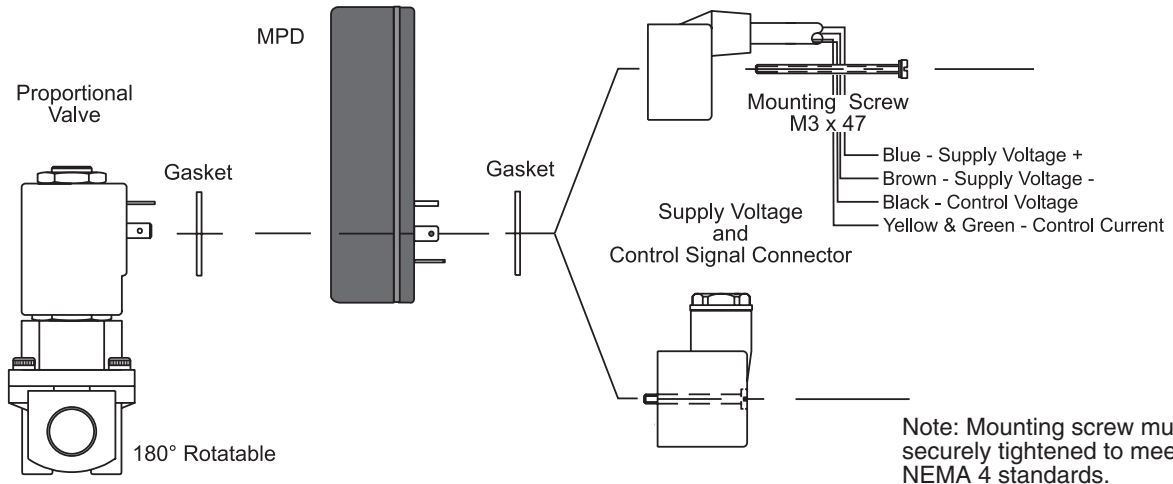 MPD
Proportional
Valve
Gasket
Gasket
Mounting Screw
M3 x 47
Blue - Supply Voltage +
Brown - Supply Voltage -
Black - Control Voltage
Yellow & Green - Control Current
Supply Voltage
and
Control Signal Connector
180° Rotatable
Note: Mounting screw
securely tightened to
NEMA 4 standards.